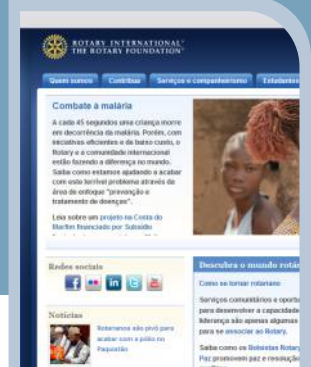 ROTARY INTERNATIONAL®
THE ROTARY FOUNDATION®
Quem somos
Contribua
Serviços e companheirismo
Estudantes
Combate à malária
A cada 45 segundos uma criança morre
em decorrência da malária. Porém, com
iniciativas eficientes e de baixo custo, o
Rotary e a comunidade internacional
estão fazendo a diferença no mundo.
Saiba como estamos ajudando a acabar
com este terrível problema através da
área de enfoque "prevenção e
tratamento de doenças".
Leia sobre um projeto na Costa do
Marfim financiado por Subsídio
Redes sociais
in
Notícias
Rotarianos são pivô para
acabar com a pólio no
Paquistão
Descubra o mundo rotár
Como se tornar rotariano
Serviços comunitários e oportu
para desenvolver a capacidade
liderança são apenas algumas
para se associar ao Rotary.
Saiba como os Bolsistas Rotary
Paz promovem paz e resolução